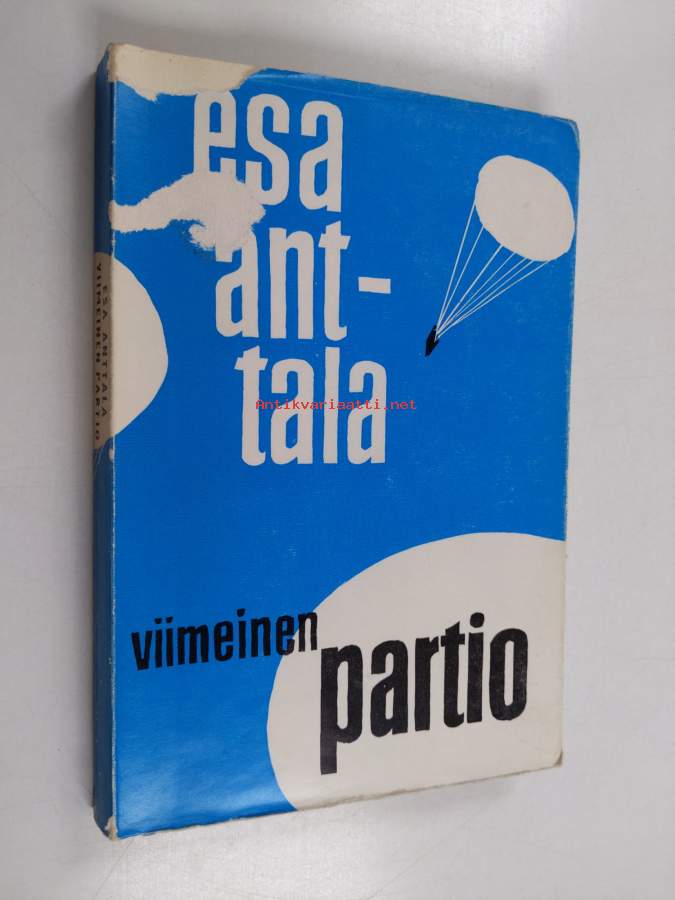 esa
ant-
tala
viimeinen
partio
ESA ANTTALA
VIIMEINEN PARTIO
Antikvariaatti.net